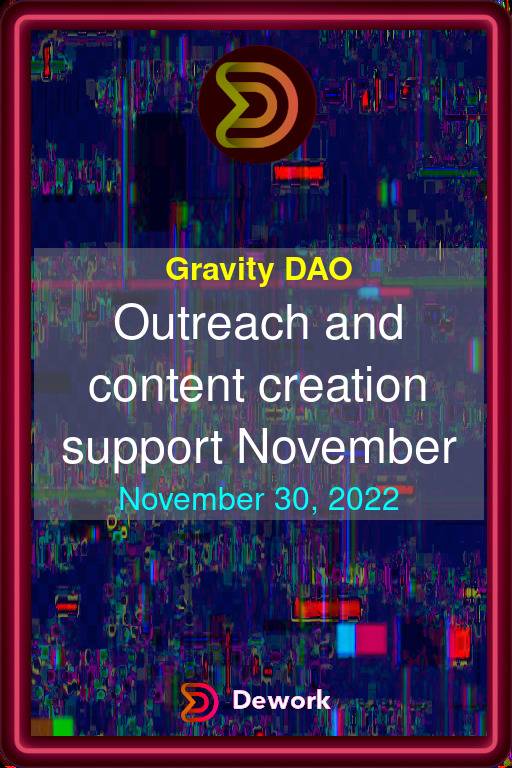 Gravity DAO
Outreach and
content creation
support November
November 30, 2022
Dework